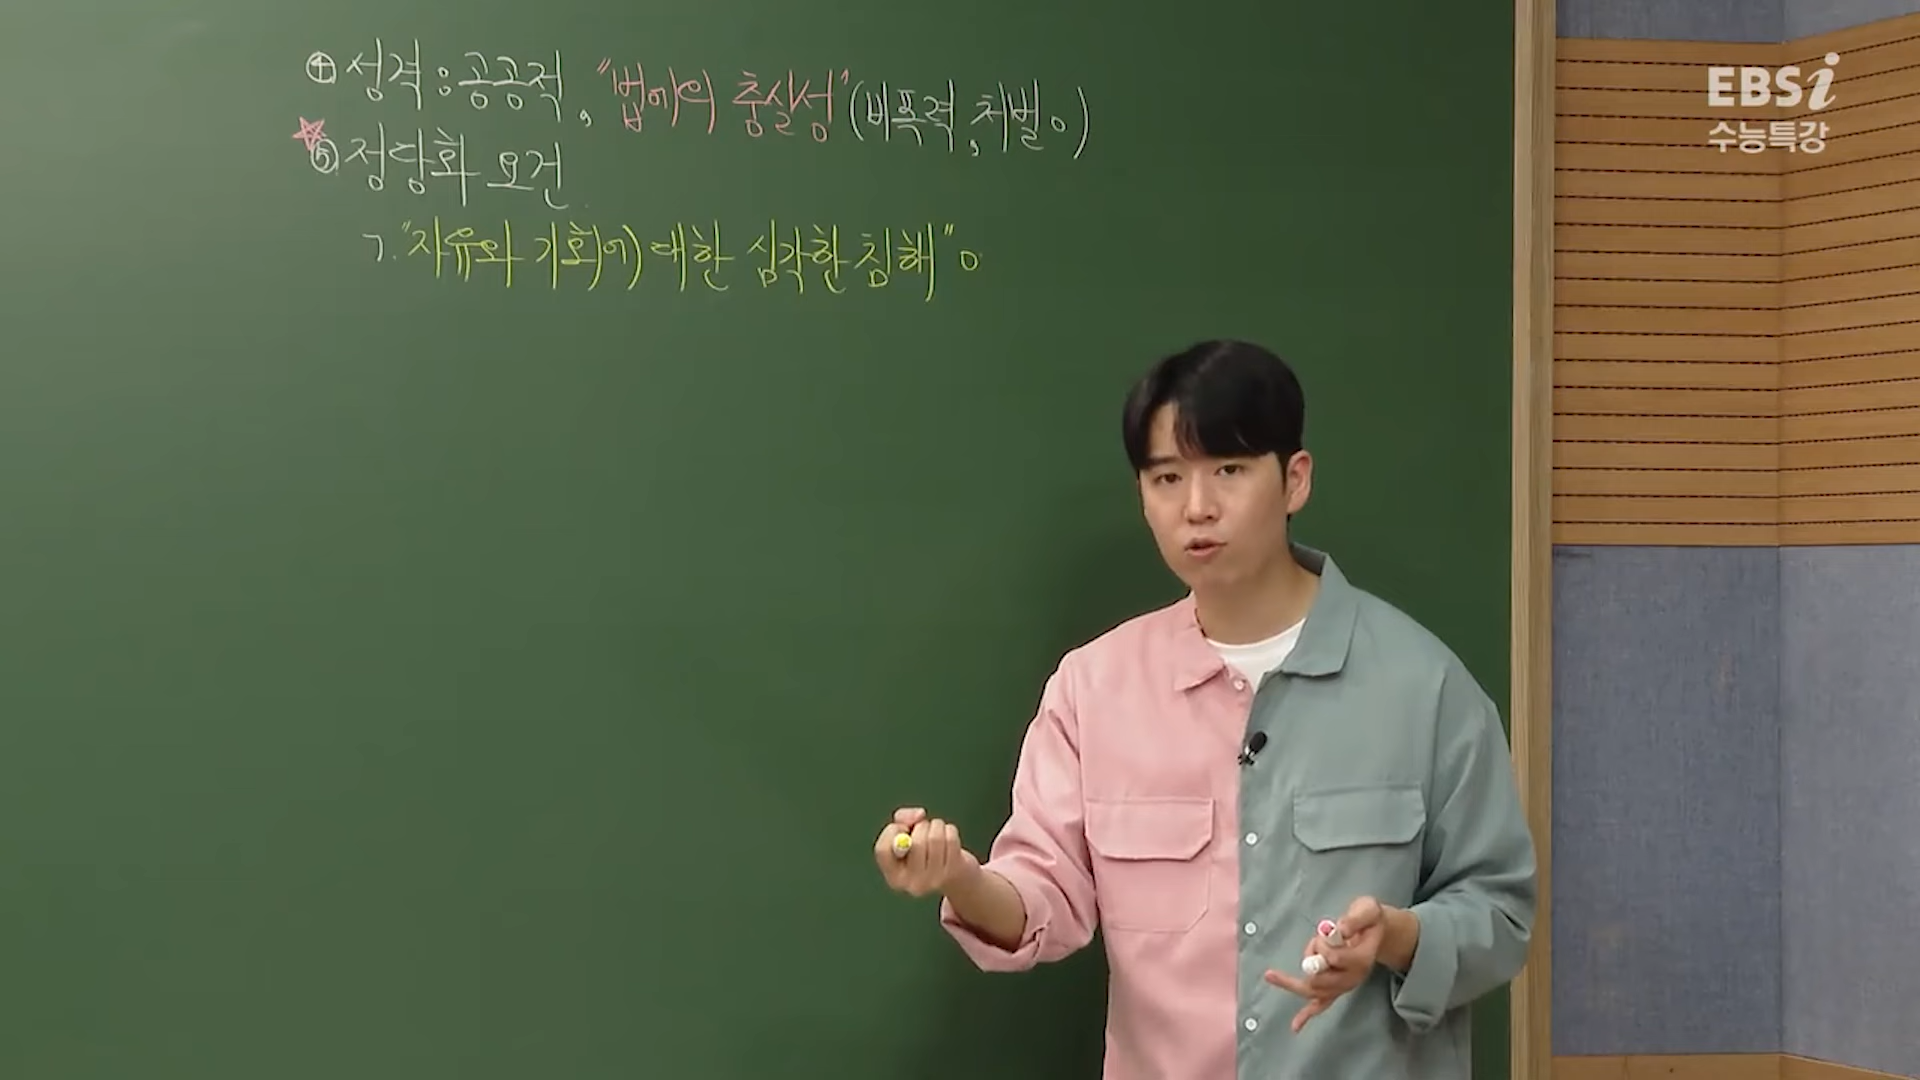 ④ 성격 : 공공적, "법에의 충실성" (비폭력, 처벌 o)
☆⑤ 정당화 요건
ㄱ. "자유와 기회에 대한 심각한 침해" o
EBSi
수능특강